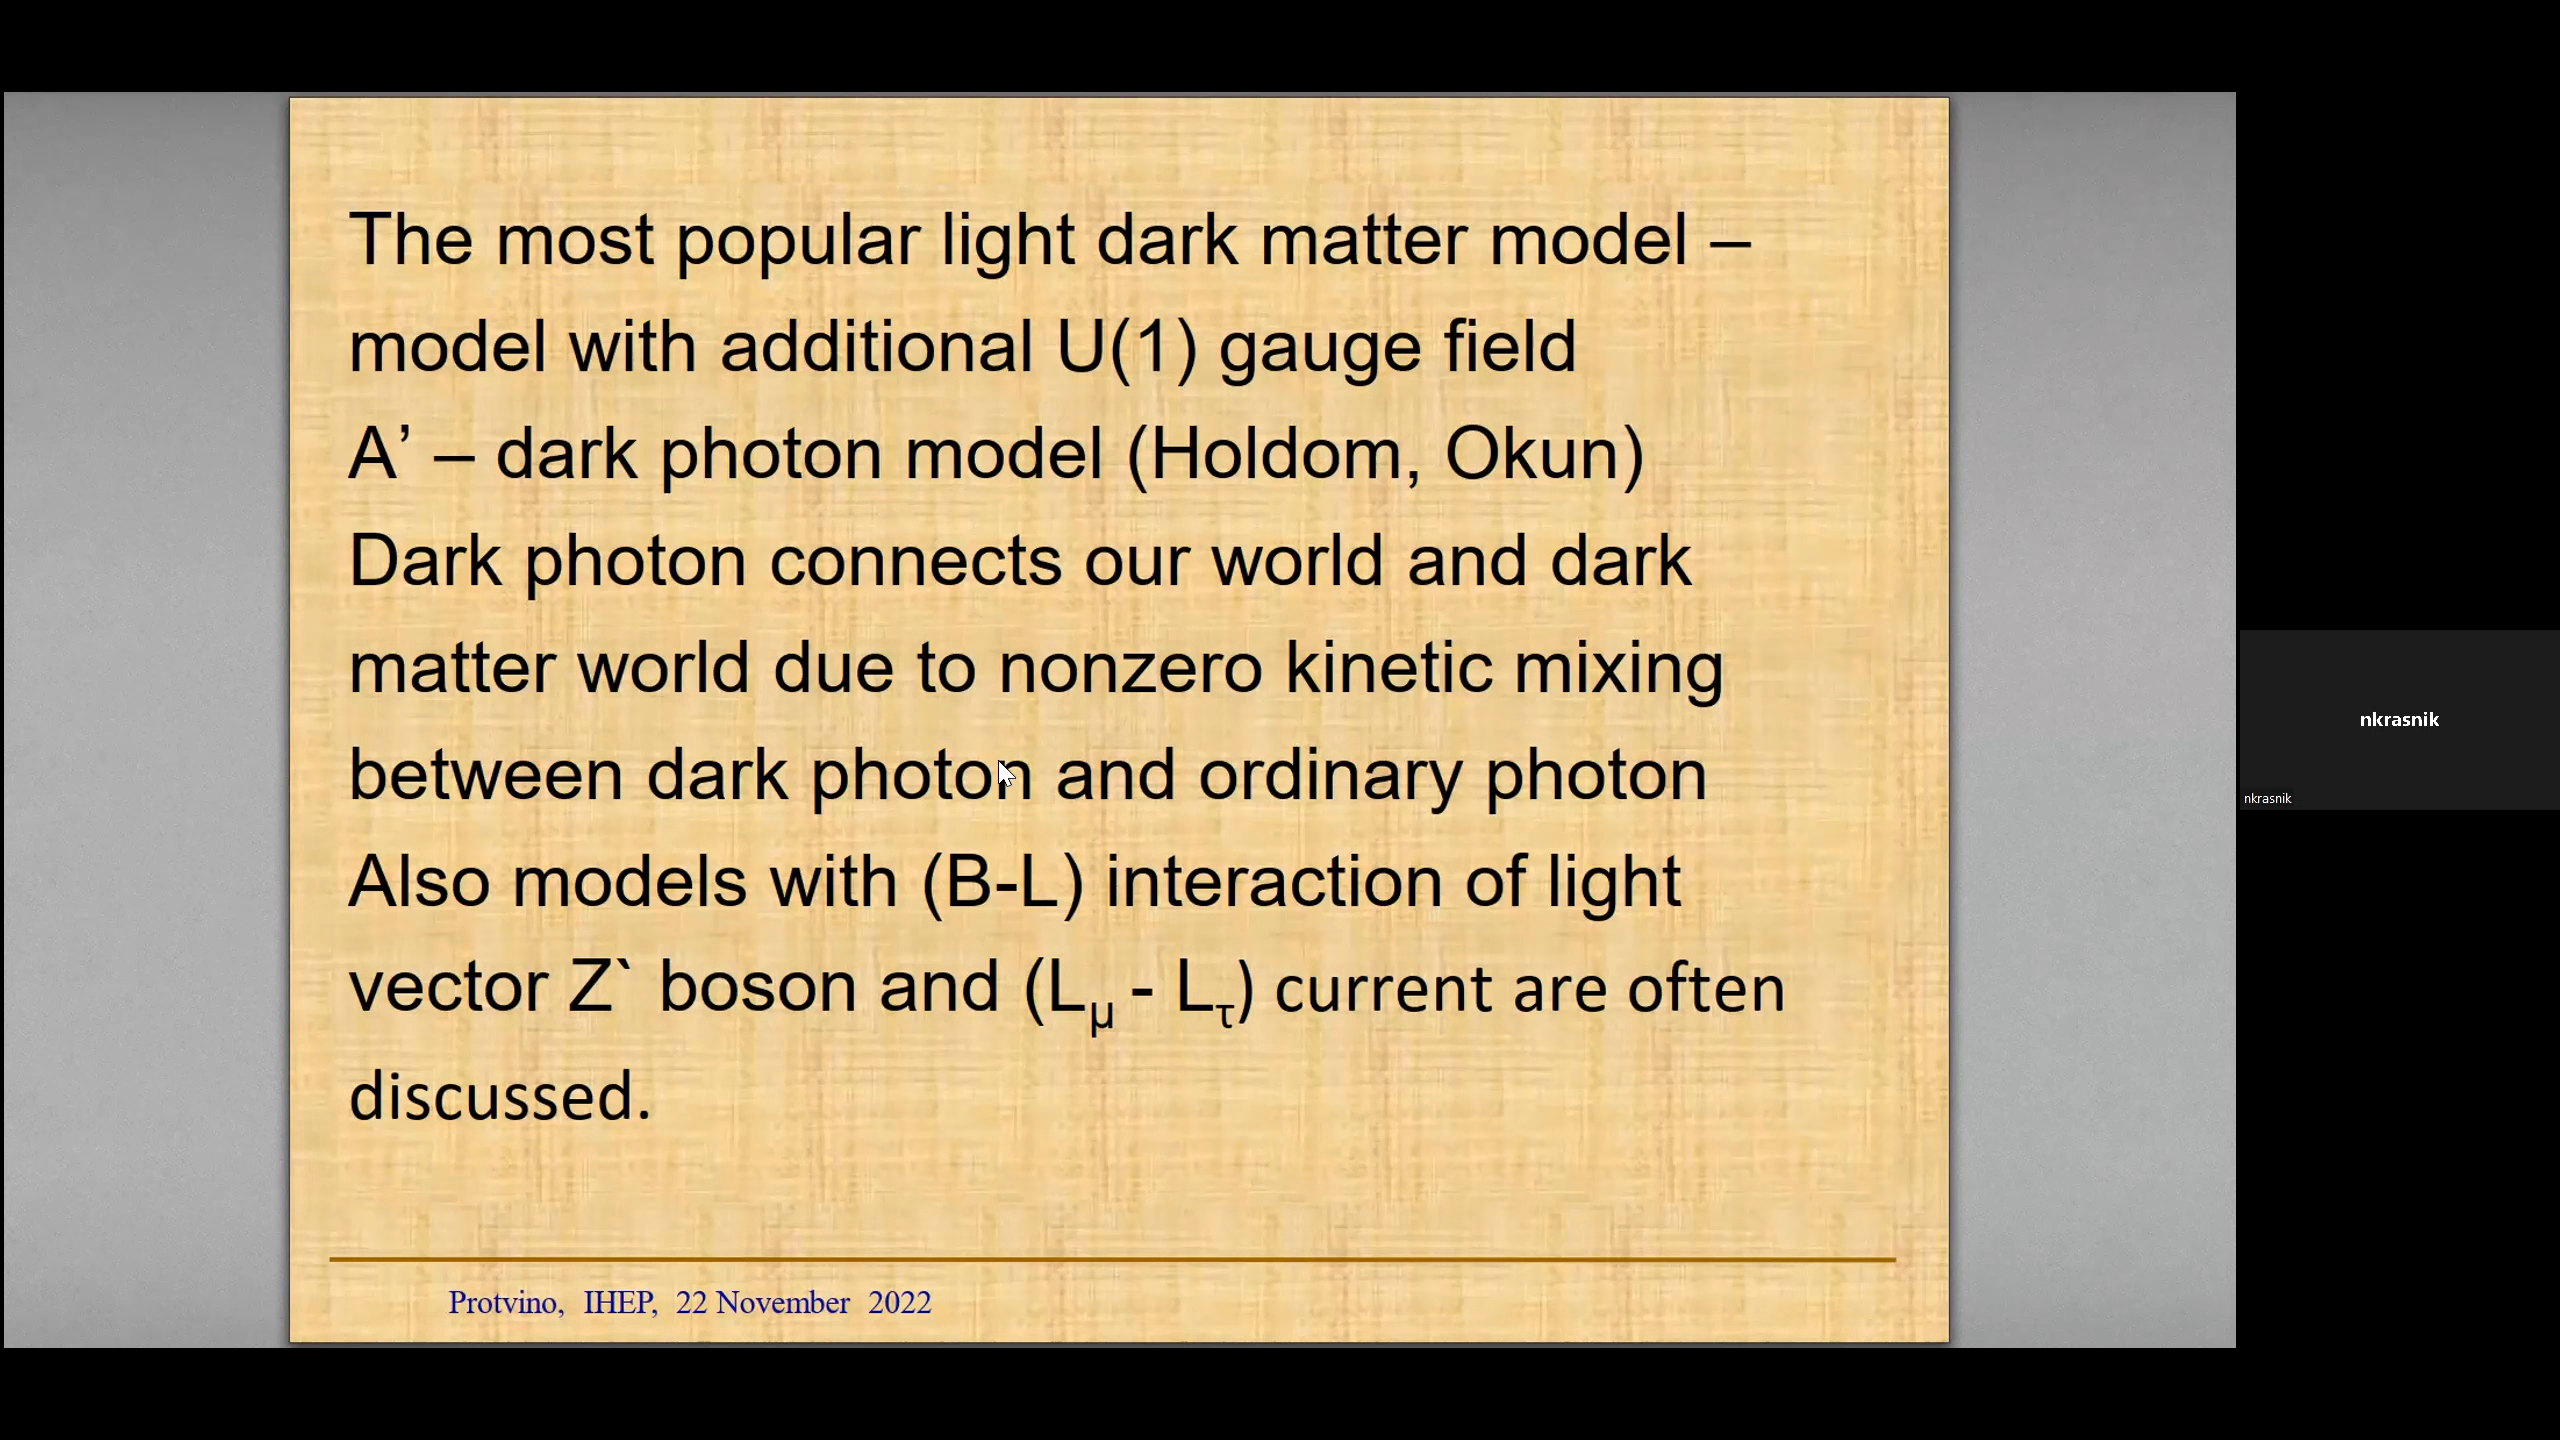 The most popular light dark matter model –
model with additional U(1) gauge field
A’ – dark photon model (Holdom, Okun)
Dark photon connects our world and dark
matter world due to nonzero kinetic mixing
between dark photon and ordinary photon
Also models with (B-L) interaction of light
vector Z` boson and (Lμ - Lτ) current are often
discussed.
Protvino, IHEP, 22 November 2022
nkrasnik
nkrasnik